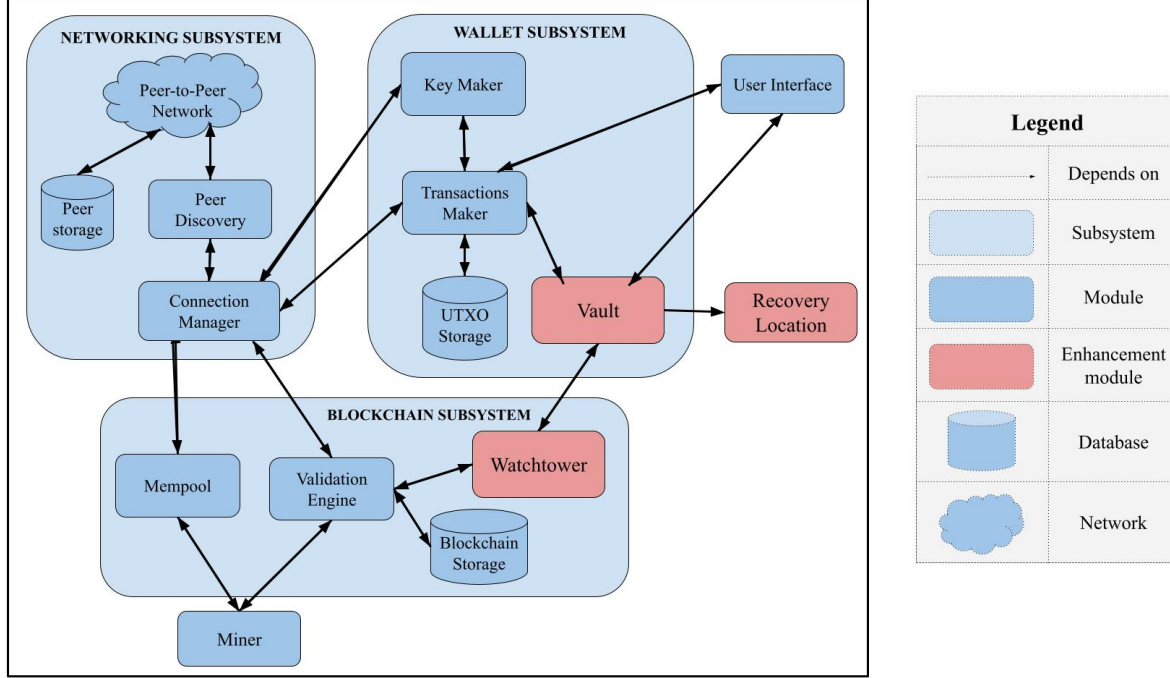 NETWORKING SUBSYSTEM
Peer-to-Peer
Network
Peer
storage
Peer
Discovery
Connection
Manager
WALLET SUBSYSTEM
Key Maker
Transactions
Maker
UTXO
Storage
Vault
User Interface
Recovery
Location
BLOCKCHAIN SUBSYSTEM
Mempool
Validation
Engine
Watchtower
Blockchain
Storage
Miner
Legend
Depends on
Subsystem
Module
Enhancement
module
Database
Network